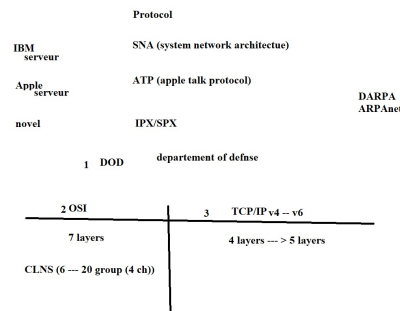 Protocol
IBM serveur SNA (system network architectue)
Apple serveur ATP (apple talk protocol)
DARPA
ARPAnet
novel IPX/SPX
1 DOD departement of defnse
2 OSI 3 TCP/IP v4 -- v6
7 layers 4 layers --- > 5 layers
CLNS (6 --- 20 group (4 ch))